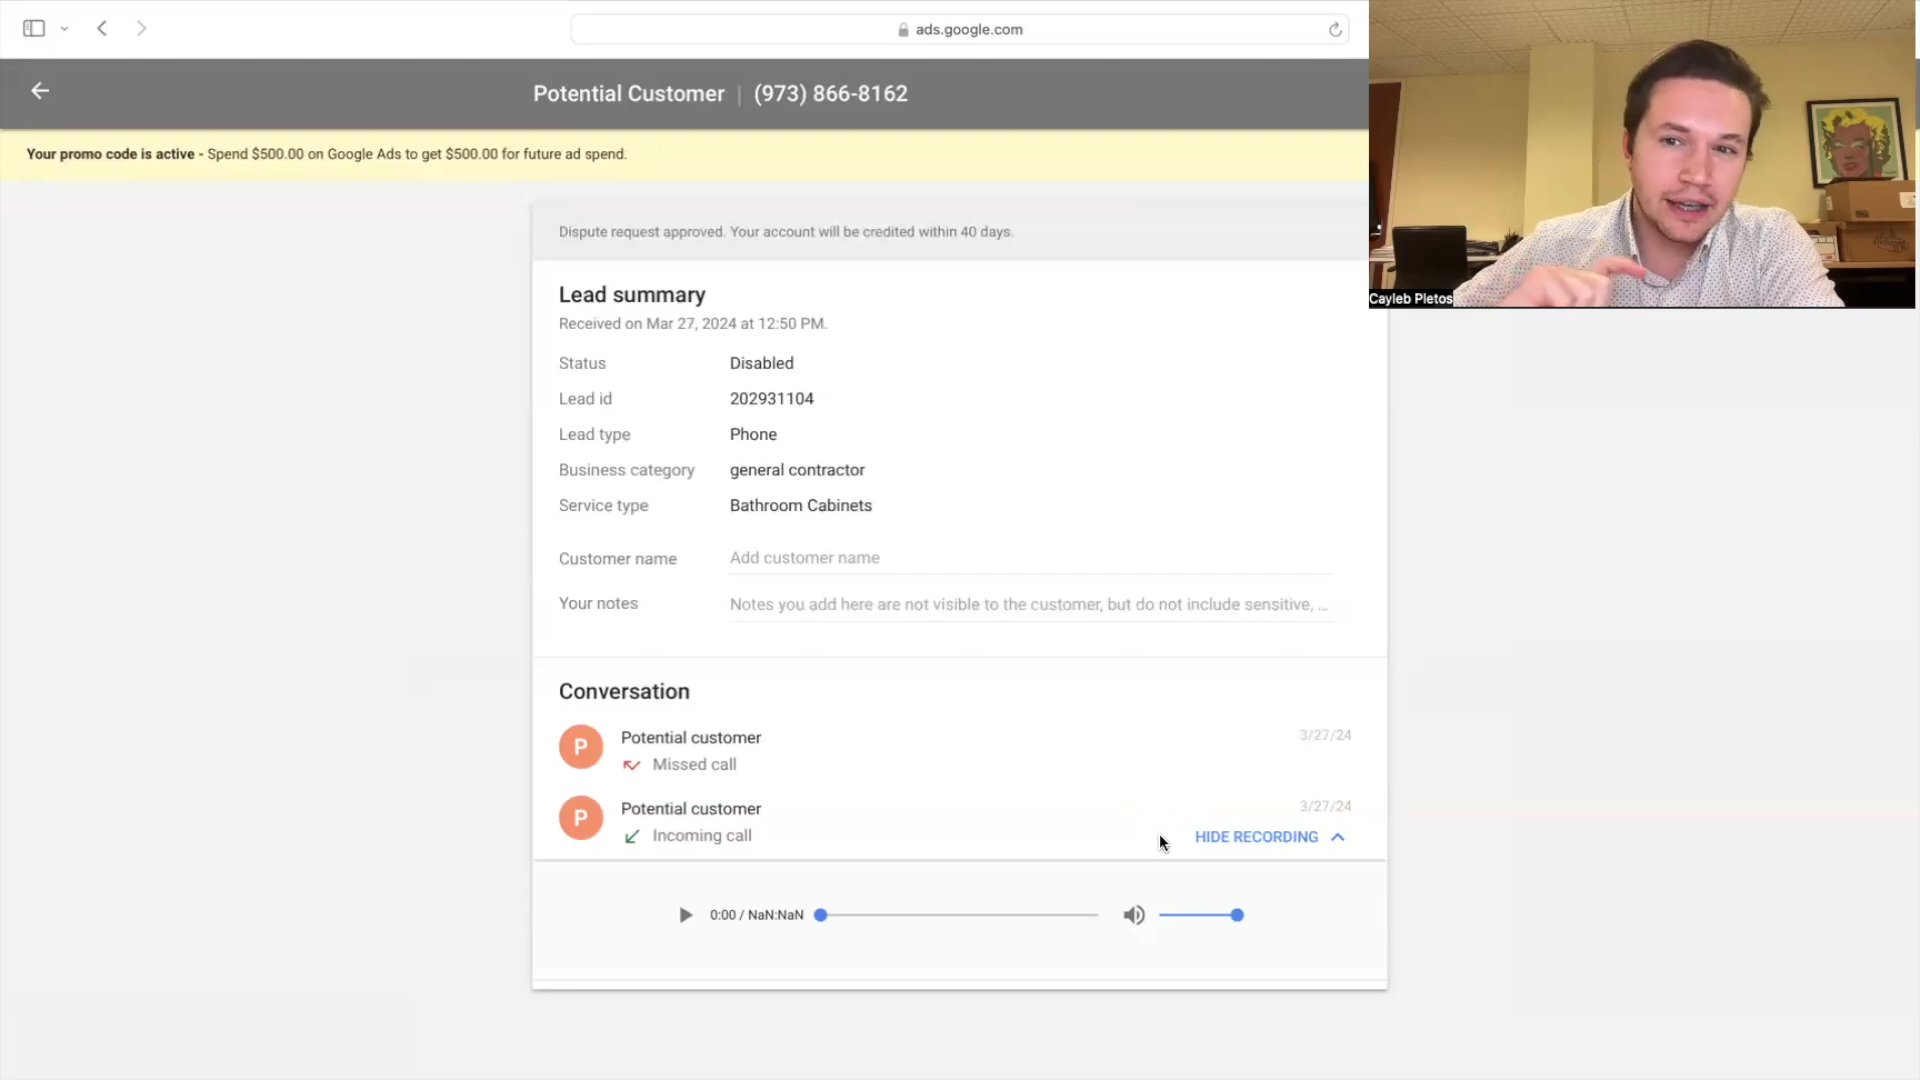 ads.google.com
Potential Customer | (973) 866-8162
Your promo code is active - Spend $500.00 on Google Ads to get $500.00 for future ad spend.
Cayleb Pletos
Dispute request approved. Your account will be credited within 40 days.
Lead summary
Received on Mar 27, 2024 at 12:50 PM.
Status Disabled
Lead id 202931104
Lead type Phone
Business category general contractor
Service type Bathroom Cabinets
Customer name Add customer name
Your notes Notes you add here are not visible to the customer, but do not include sensitive, ...
Conversation
P Potential customer 3/27/24
Missed call
P Potential customer 3/27/24
Incoming call HIDE RECORDING
0:00 / NaN:NaN